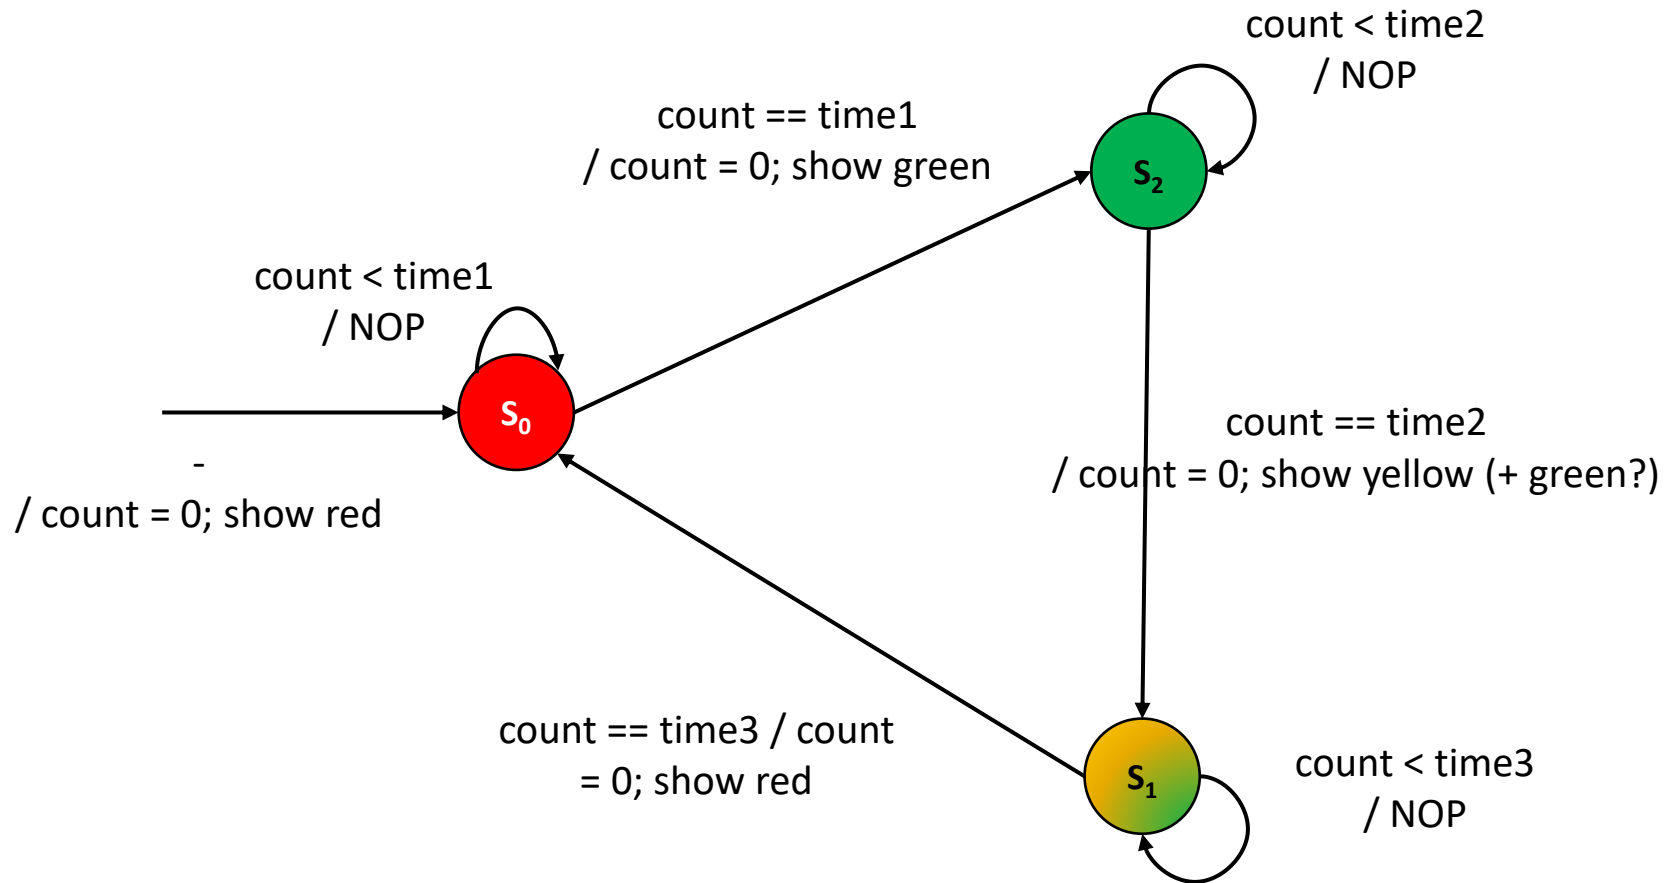 count < time2
/ NOP
count == time1
/ count = 0; show green
S₂
count < time1
/ NOP
S₀
-
/ count = 0; show red
count == time2
/ count = 0; show yellow (+ green?)
count == time3 / count
= 0; show red
S₁
count < time3
/ NOP